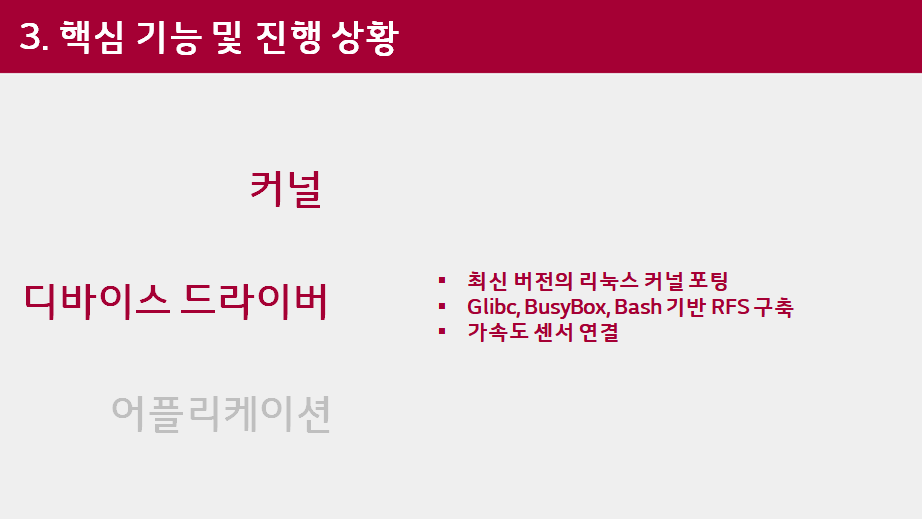 3. 핵심 기능 및 진행 상황
커널
디바이스 드라이버
어플리케이션
▪ 최신 버전의 리눅스 커널 포팅
▪ Glibc, BusyBox, Bash 기반 RFS 구축
▪ 가속도 센서 연결